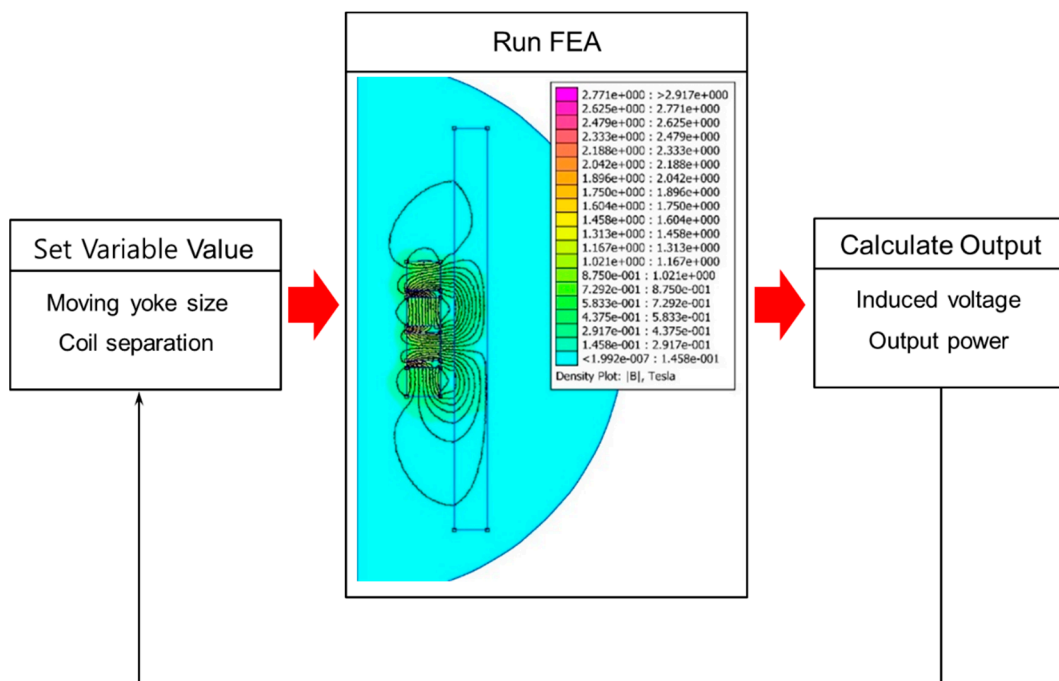 Run FEA
2.771e+000 : >2.917e+000
2.625e+000 : 2.771e+000
2.479e+000 : 2.625e+000
2.333e+000 : 2.479e+000
2.188e+000 : 2.333e+000
2.042e+000 : 2.188e+000
1.896e+000 : 2.042e+000
1.750e+000 : 1.896e+000
1.604e+000 : 1.750e+000
1.458e+000 : 1.604e+000
1.313e+000 : 1.458e+000
1.167e+000 : 1.313e+000
1.021e+000 : 1.167e+000
8.750e-001 : 1.021e+000
7.292e-001 : 8.750e-001
5.833e-001 : 7.292e-001
4.375e-001 : 5.833e-001
2.917e-001 : 4.375e-001
1.458e-001 : 2.917e-001
<1.992e-007 : 1.458e-001
Density Plot: |B|, Tesla
Set Variable Value
Moving yoke size
Coil separation
Calculate Output
Induced voltage
Output power